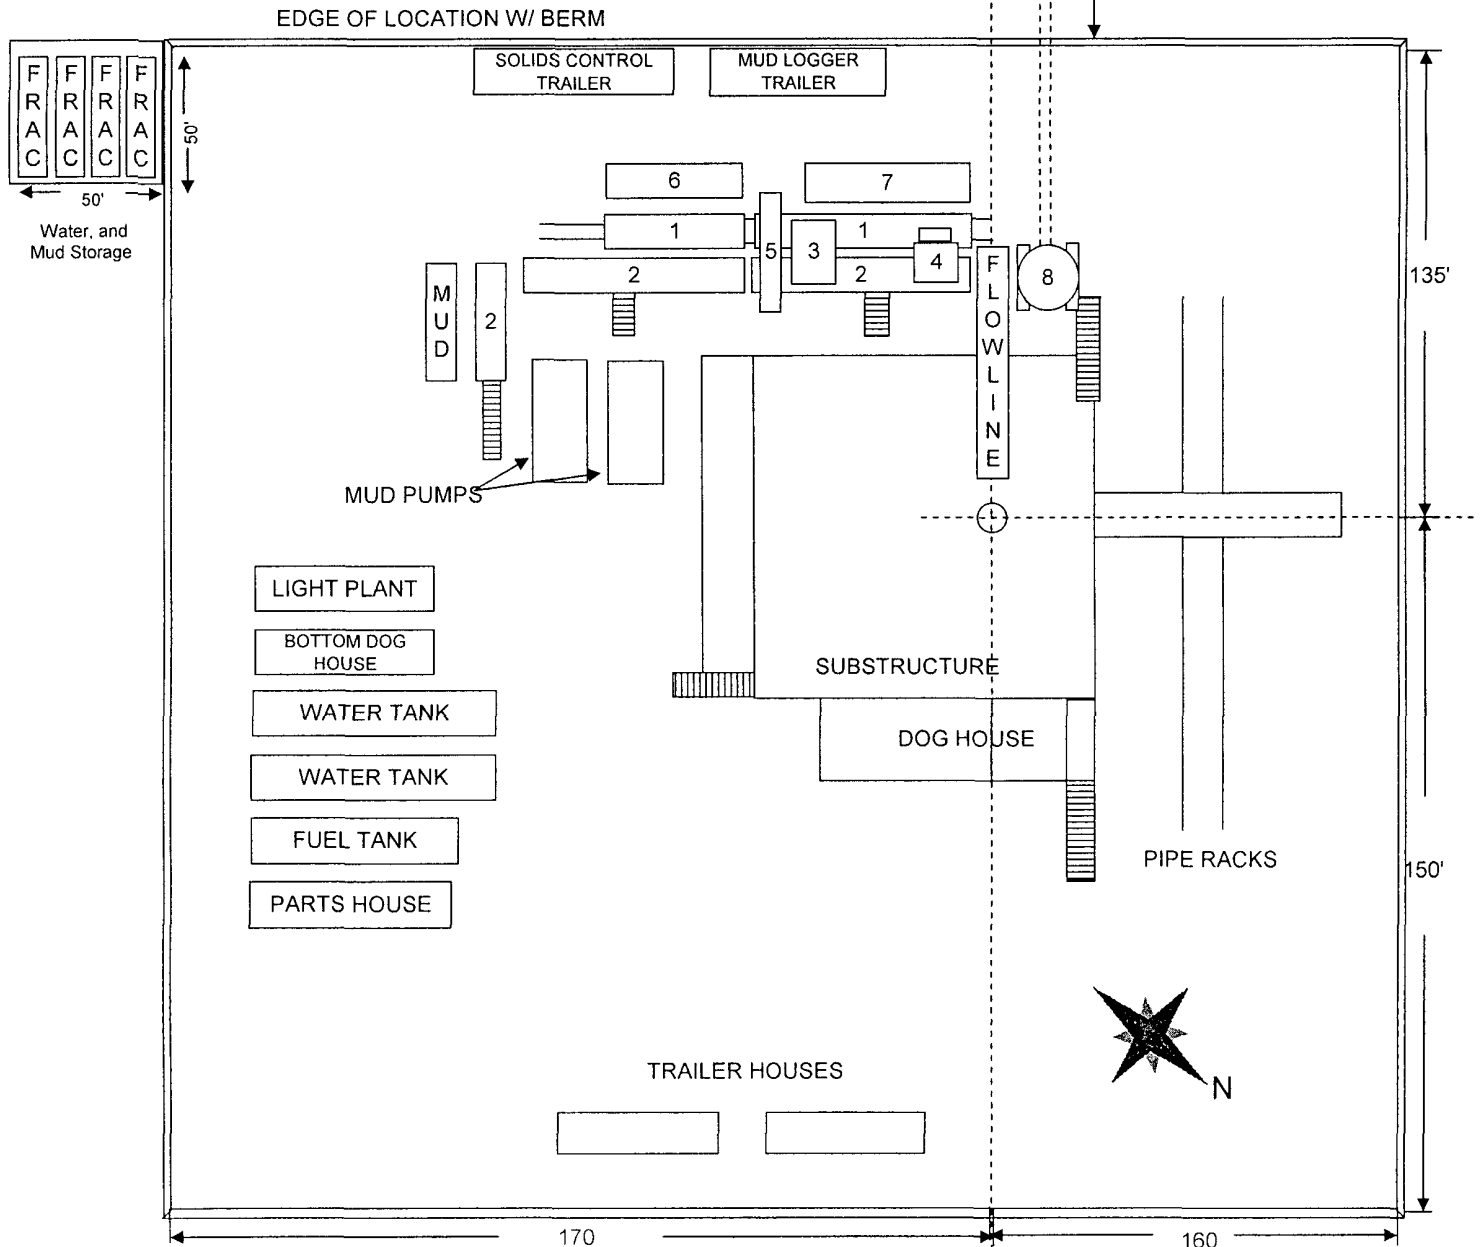 EDGE OF LOCATION W/ BERM
FRAC
FRAC
FRAC
FRAC
50'
50'
Water, and
Mud Storage
SOLIDS CONTROL
TRAILER
MUD LOGGER
TRAILER
6
7
1
1
5
3
4
2
2
2
8
MUD
FLOWLINE
135'
MUD PUMPS
LIGHT PLANT
BOTTOM DOG
HOUSE
WATER TANK
WATER TANK
FUEL TANK
PARTS HOUSE
SUBSTRUCTURE
DOG HOUSE
PIPE RACKS
150'
N
TRAILER HOUSES
170
160